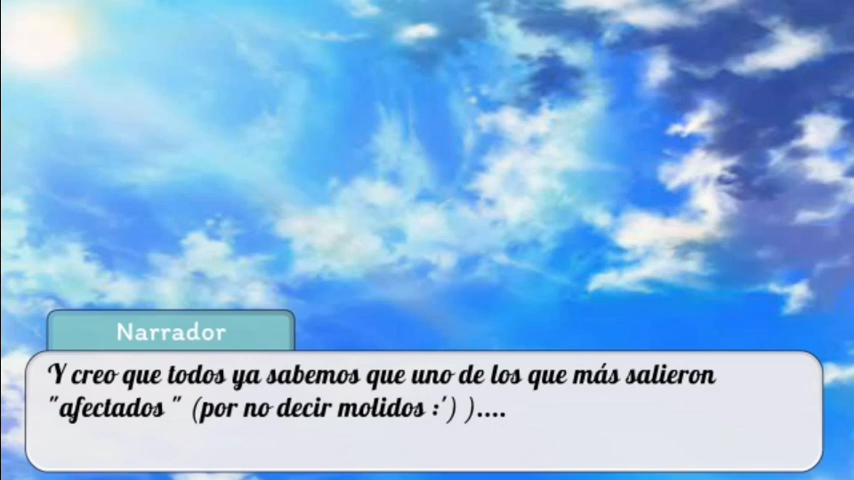 Narrador
Y creo que todos ya sabemos que uno de los que más salieron
"afectados " (por no decir molidos :') )....